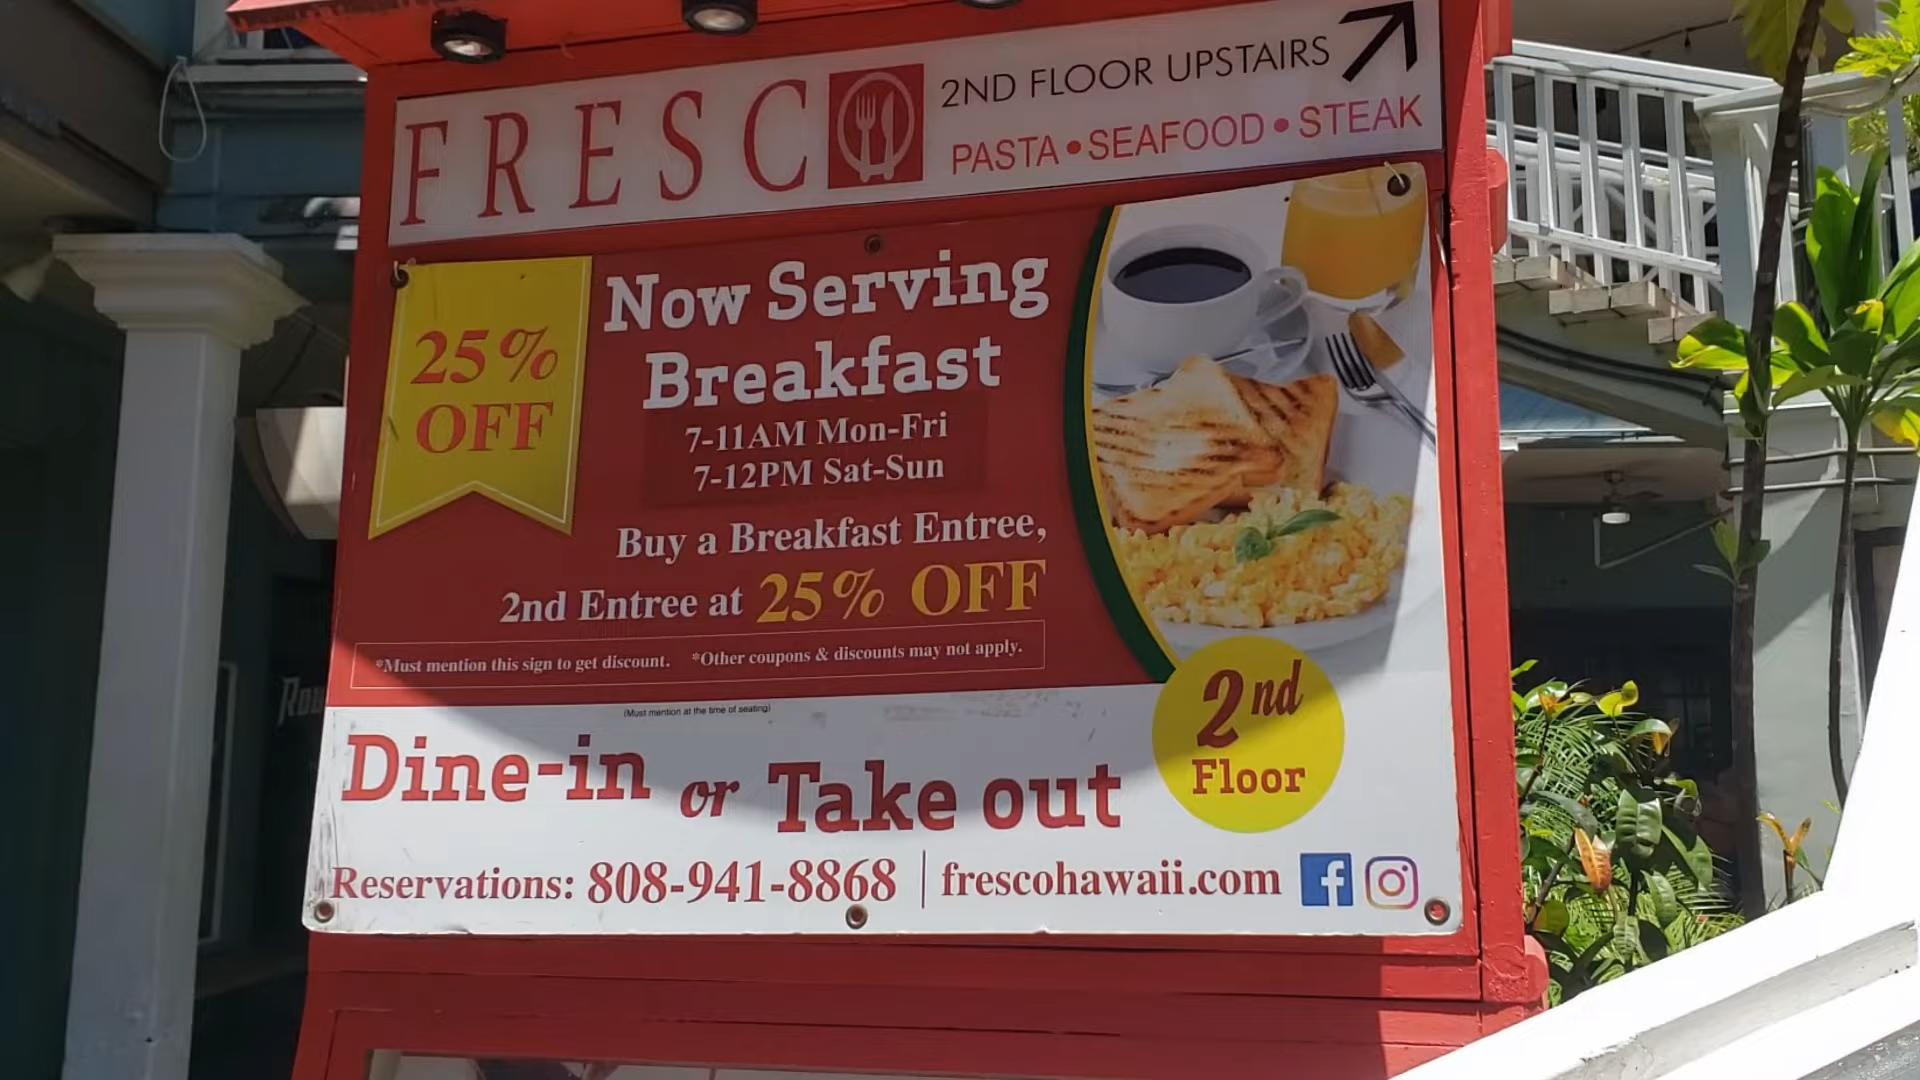 FRESCO
2ND FLOOR UPSTAIRS
PASTA • SEAFOOD • STEAK
25%
OFF
Now Serving
Breakfast
7-11AM Mon-Fri
7-12PM Sat-Sun
Buy a Breakfast Entree,
2nd Entree at 25% OFF
*Must mention this sign to get discount. *Other coupons & discounts may not apply.
(Must mention at the time of seating)
Dine-in or Take out
2nd
Floor
Reservations: 808-941-8868 | frescohawaii.com